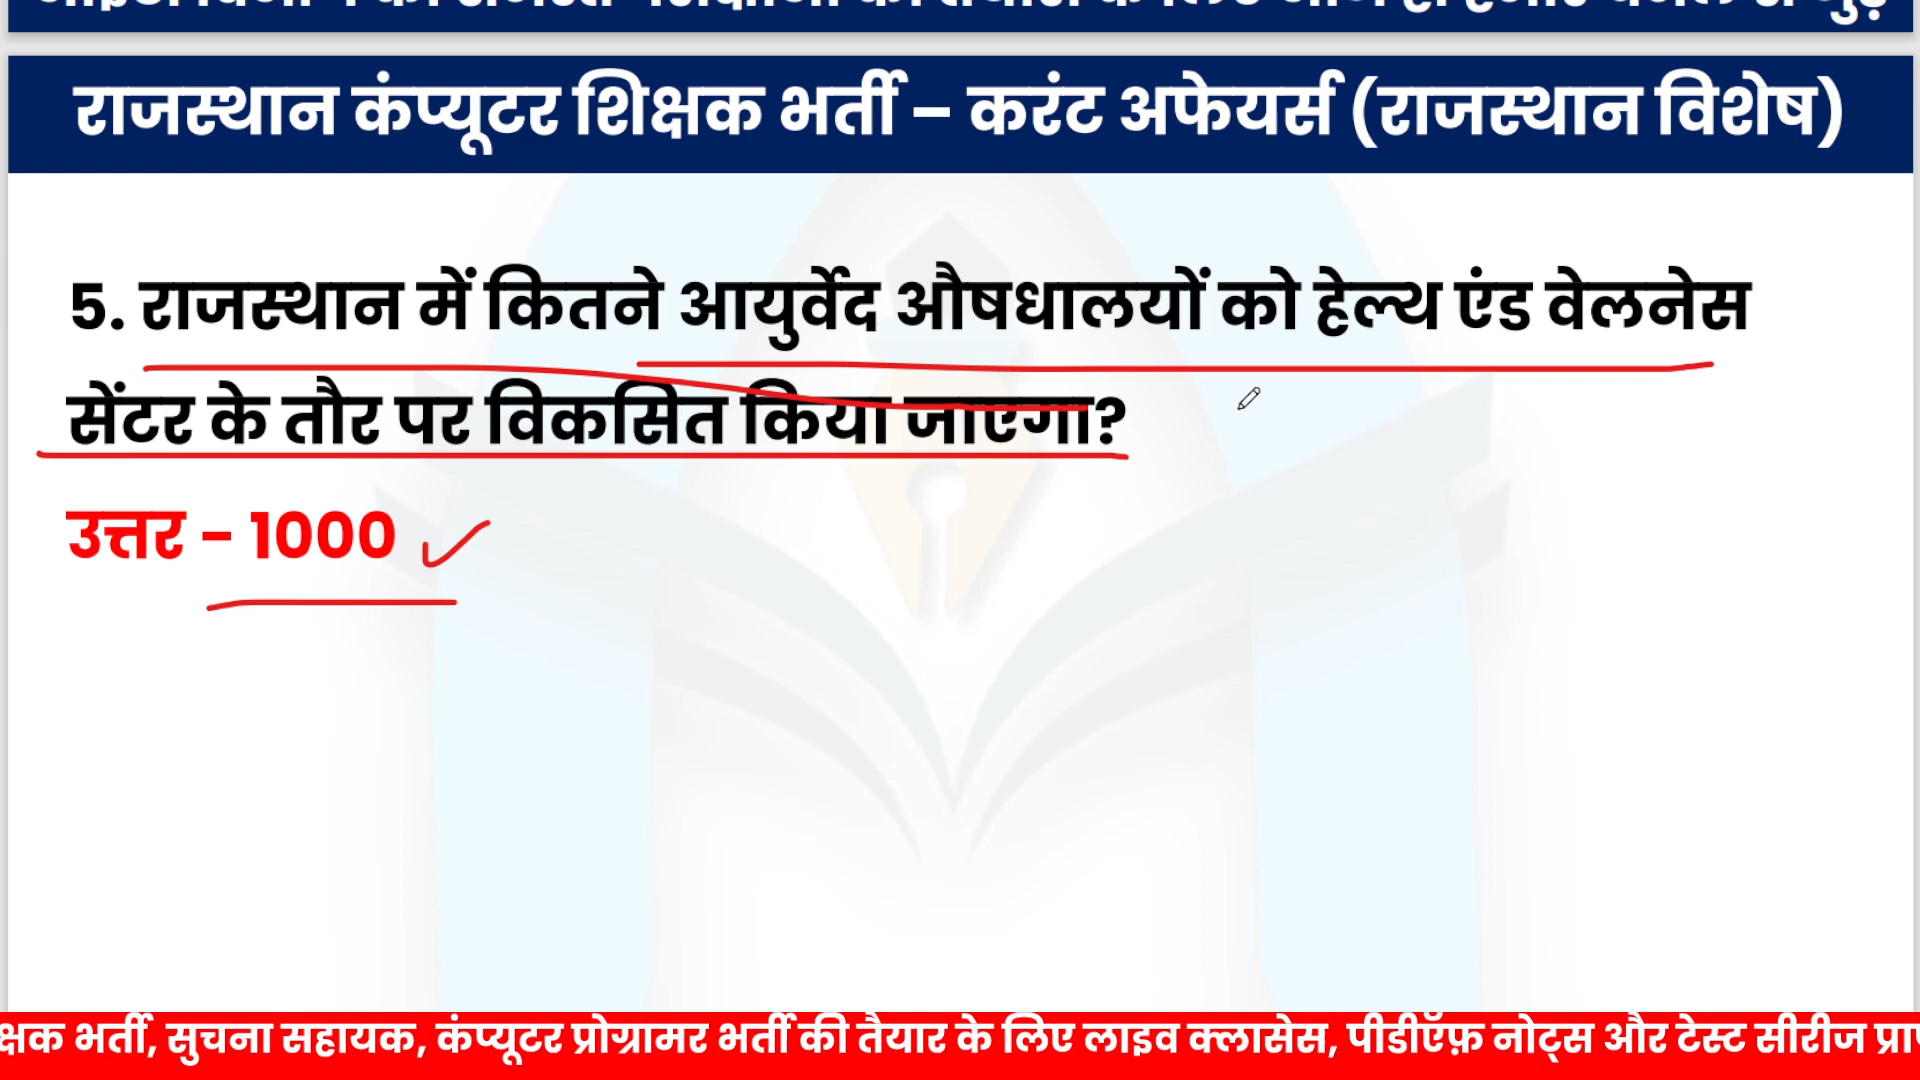 राजस्थान कंप्यूटर शिक्षक भर्ती – करंट अफेयर्स (राजस्थान विशेष)
5. राजस्थान में कितने आयुर्वेद औषधालयों को हेल्थ एंड वेलनेस
सेंटर के तौर पर विकसित किया जाएगा?
उत्तर - 1000
भर्ती, सुचना सहायक, कंप्यूटर प्रोग्रामर भर्ती की तैयार के लिए लाइव क्लासेस, पीडीऍफ़ नोट्स और टेस्ट सीरीज